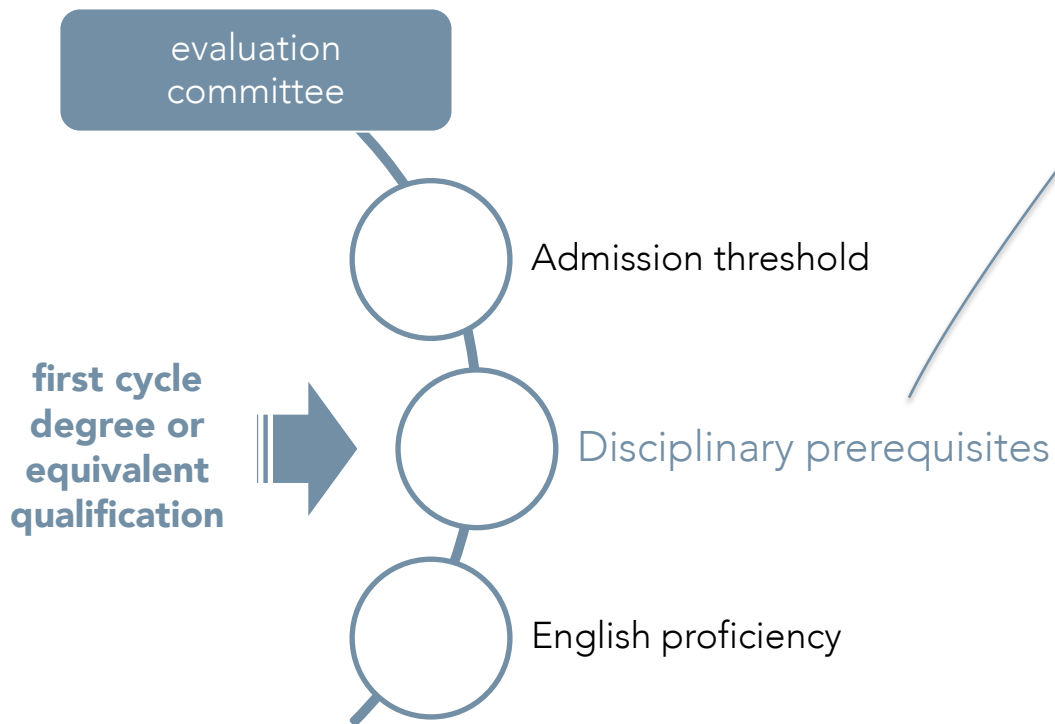 evaluation
committee
Admission threshold
first cycle
degree or
equivalent
qualification
Disciplinary prerequisites
English proficiency